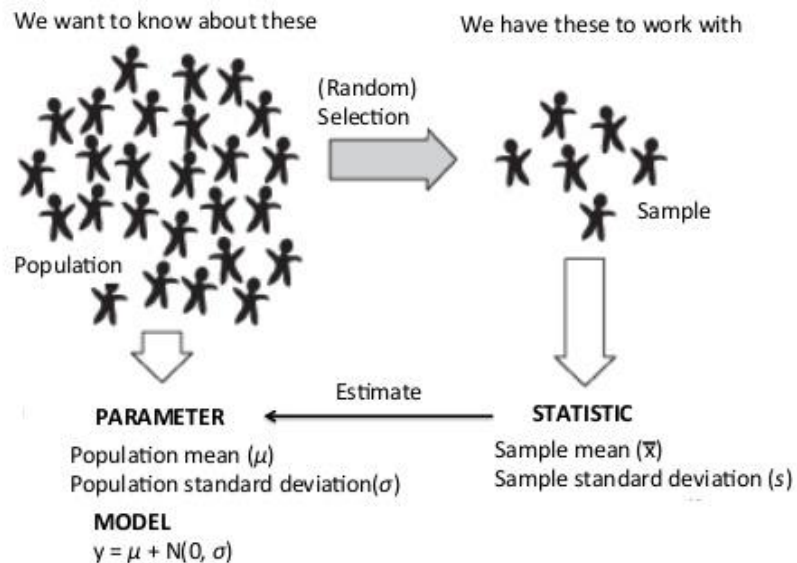 We want to know about these
We have these to work with
(Random)
Selection
Sample
Population
Estimate
PARAMETER
STATISTIC
Population mean (μ)
Population standard deviation(σ)
Sample mean (x̅)
Sample standard deviation (s)
MODEL
y = μ + N(0, σ)